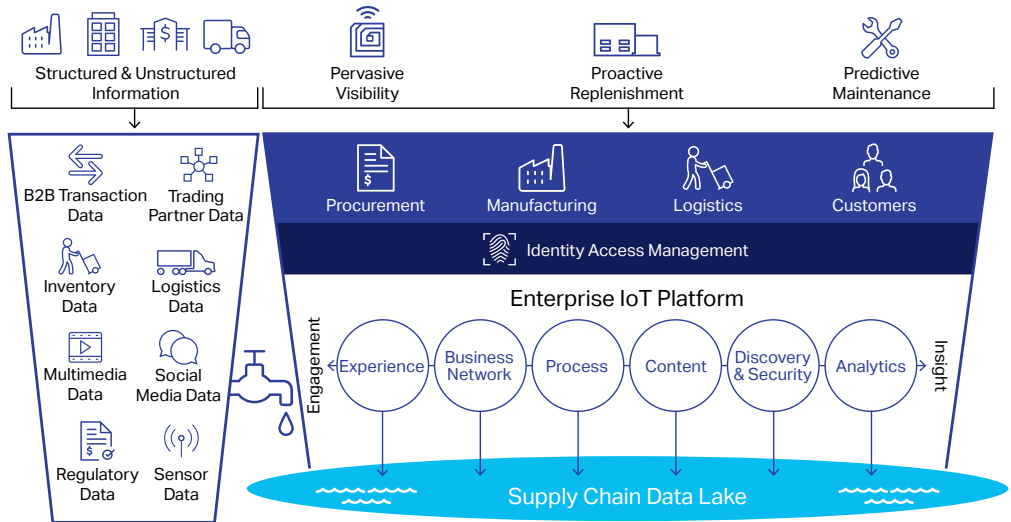 Structured & Unstructured
Information
Pervasive
Visibility
Proactive
Replenishment
Predictive
Maintenance
B2B Transaction
Data
Trading
Partner Data
Inventory
Data
Logistics
Data
Multimedia
Data
Social
Media Data
Regulatory
Data
Sensor
Data
Procurement
Manufacturing
Logistics
Customers
Identity Access Management
Enterprise IoT Platform
Engagement
Experience
Business
Network
Process
Content
Discovery
& Security
Analytics
Insight
Supply Chain Data Lake